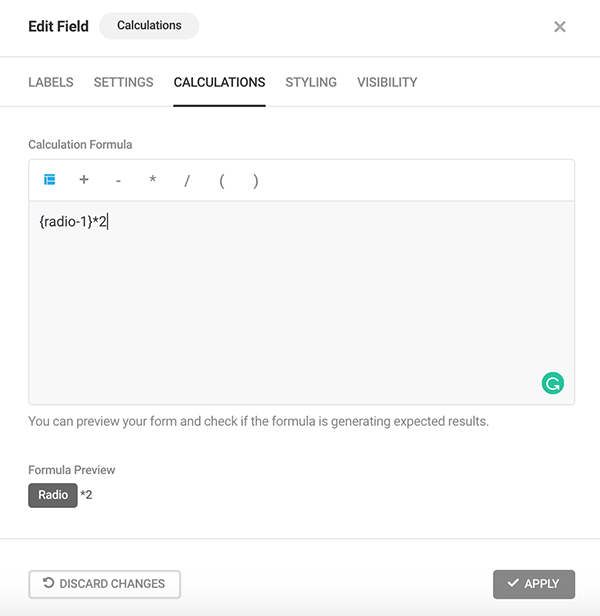 Edit Field Calculations
LABELS SETTINGS CALCULATIONS STYLING VISIBILITY
Calculation Formula
+ - * / ( )
{radio-1}*2
You can preview your form and check if the formula is generating expected results.
Formula Preview
Radio *2
DISCARD CHANGES APPLY